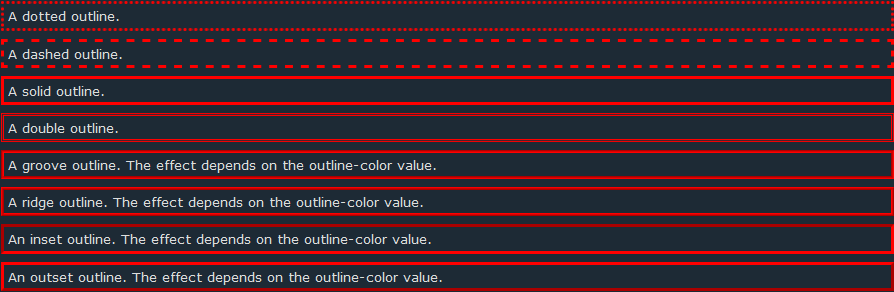 A dotted outline.
A dashed outline.
A solid outline.
A double outline.
A groove outline. The effect depends on the outline-color value.
A ridge outline. The effect depends on the outline-color value.
An inset outline. The effect depends on the outline-color value.
An outset outline. The effect depends on the outline-color value.